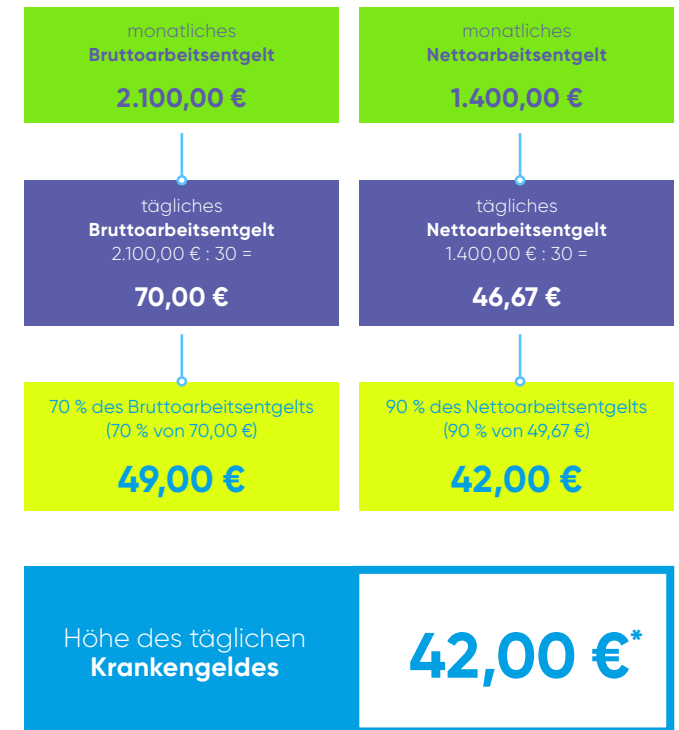 monatliches
Bruttoarbeitsentgelt
2.100,00 €
monatliches
Nettoarbeitsentgelt
1.400,00 €
tägliches
Bruttoarbeitsentgelt
2.100,00 € : 30 =
70,00 €
tägliches
Nettoarbeitsentgelt
1.400,00 € : 30 =
46,67 €
70 % des Bruttoarbeitsentgelts
(70 % von 70,00 €)
49,00 €
90 % des Nettoarbeitsentgelts
(90 % von 49,67 €)
42,00 €
Höhe des täglichen
Krankengeldes
42,00 €*